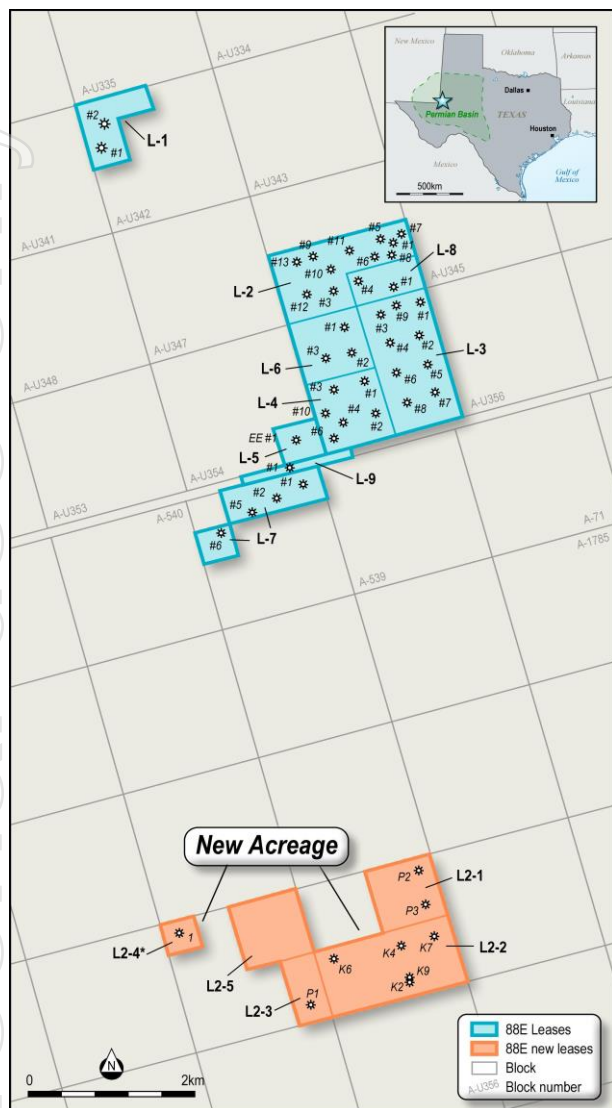 A-U334
A-U335
New Mexico
Oklahoma
Arkansas
Dallas
TEXAS
Louisiana
Permian Basin
Houston
Mexico
Gulf of
Mexico
500km
#2
#1
L-1
A-U343
A-U342
A-U341
#5
#7
#11
#9
#1
#13
#6
#8
#10
L-8
L-2
#4
#1
A-U345
#12
#3
#9
#1
#1
#3
A-U347
#2
#4
L-3
#3
L-6
#2
#5
#6
A-U348
#3
#1
L-4
#7
#10
#4
#8
#2
A-U356
EE #1
#6
L-5
#1
L-9
A-U354
#1
#2
A-U353
#5
A-540
L-7
#6
A-71
A-1785
A-539
New Acreage
P2
L2-1
P3
1
K7
L2-2
L2-4*
K4
K6
L2-5
K9
K2
P1
L2-3
88E Leases
88E new leases
Block
A-U356 Block number
N
0 2km